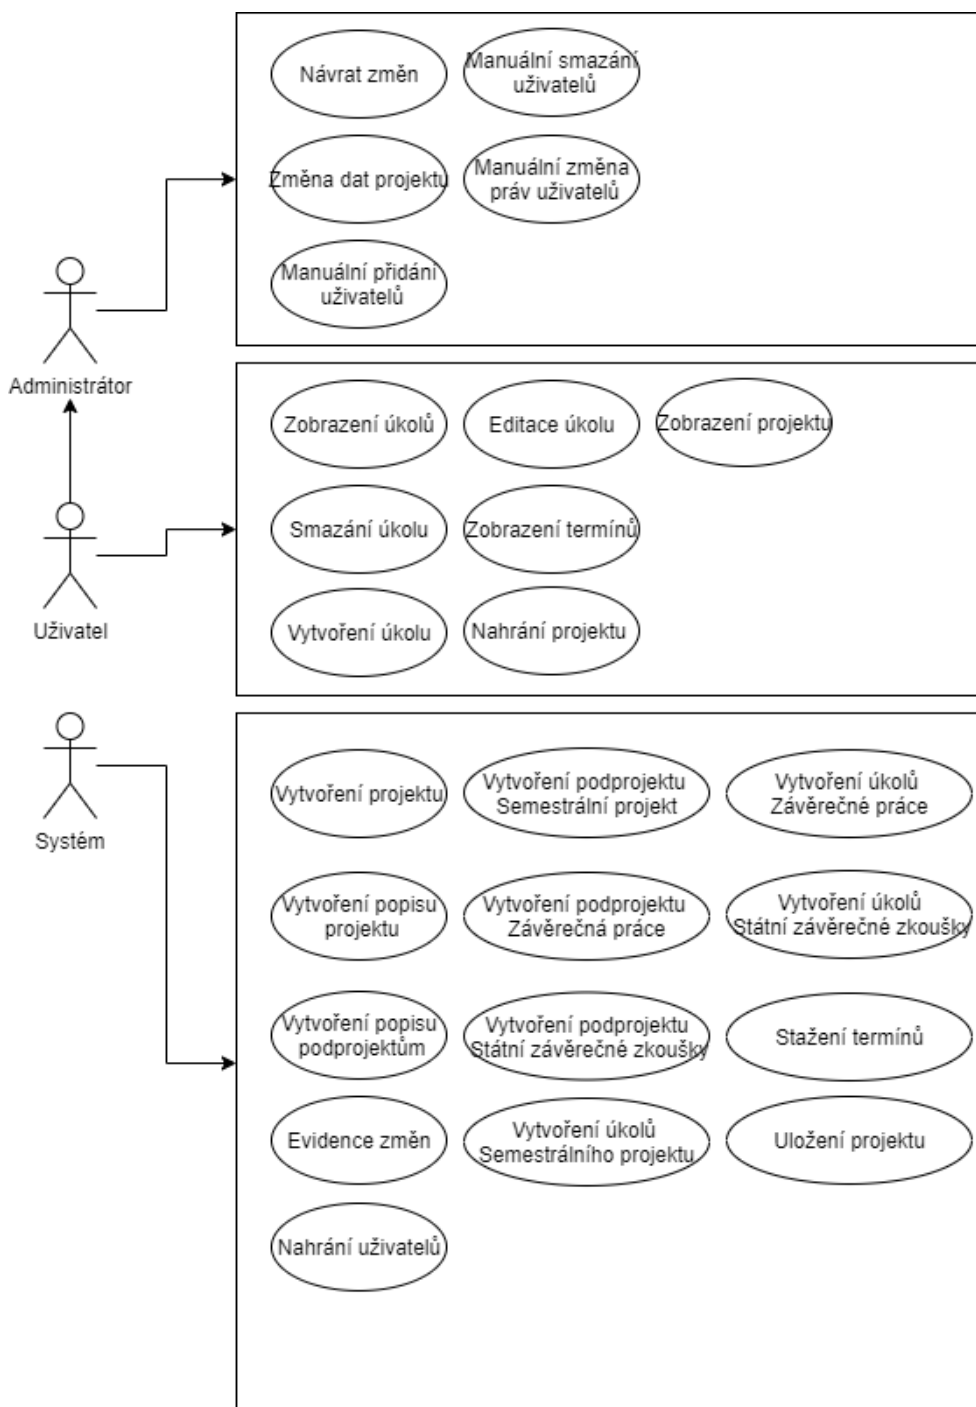 Návrat změn
Manuální smazání
uživatelů
Změna dat projektu
Manuální změna
práv uživatelů
Manuální přidání
uživatelů
Administrátor
Zobrazení úkolů
Editace úkolu
Zobrazení projektu
Smazání úkolu
Zobrazení termínů
Vytvoření úkolu
Nahrání projektu
Uživatel
Systém
Vytvoření projektu
Vytvoření podprojektu
Semestrální projekt
Vytvoření úkolů
Závěrečné práce
Vytvoření popisu
projektu
Vytvoření podprojektu
Závěrečná práce
Vytvoření úkolů
Státní závěrečné zkoušky
Vytvoření popisu
podprojektům
Vytvoření podprojektu
Státní závěrečné zkoušky
Stažení termínů
Evidence změn
Vytvoření úkolů
Semestrálního projektu
Uložení projektu
Nahrání uživatelů